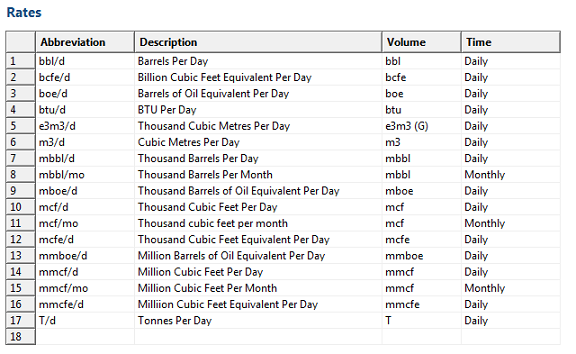 Rates
Abbreviation Description Volume Time
1 bbl/d Barrels Per Day bbl Daily
2 bcfe/d Billion Cubic Feet Equivalent Per Day bcfe Daily
3 boe/d Barrels of Oil Equivalent Per Day boe Daily
4 btu/d BTU Per Day btu Daily
5 e3m3/d Thousand Cubic Metres Per Day e3m3 (G) Daily
6 m3/d Cubic Metres Per Day m3 Daily
7 mbbl/d Thousand Barrels Per Day mbbl Daily
8 mbbl/mo Thousand Barrels Per Month mbbl Monthly
9 mboe/d Thousand Barrels of Oil Equivalent Per Day mboe Daily
10 mcf/d Thousand Cubic Feet Per Day mcf Daily
11 mcf/mo Thousand cubic feet per month mcf Monthly
12 mcfe/d Thousand Cubic Feet Equivalent Per Day mcfe Daily
13 mmboe/d Million Barrels of Oil Equivalent Per Day mmboe Daily
14 mmcf/d Million Cubic Feet Per Day mmcf Daily
15 mmcf/mo Million Cubic Feet Per Month mmcf Monthly
16 mmcfe/d Milliion Cubic Feet Equivalent Per Day mmcfe Daily
17 T/d Tonnes Per Day T Daily
18